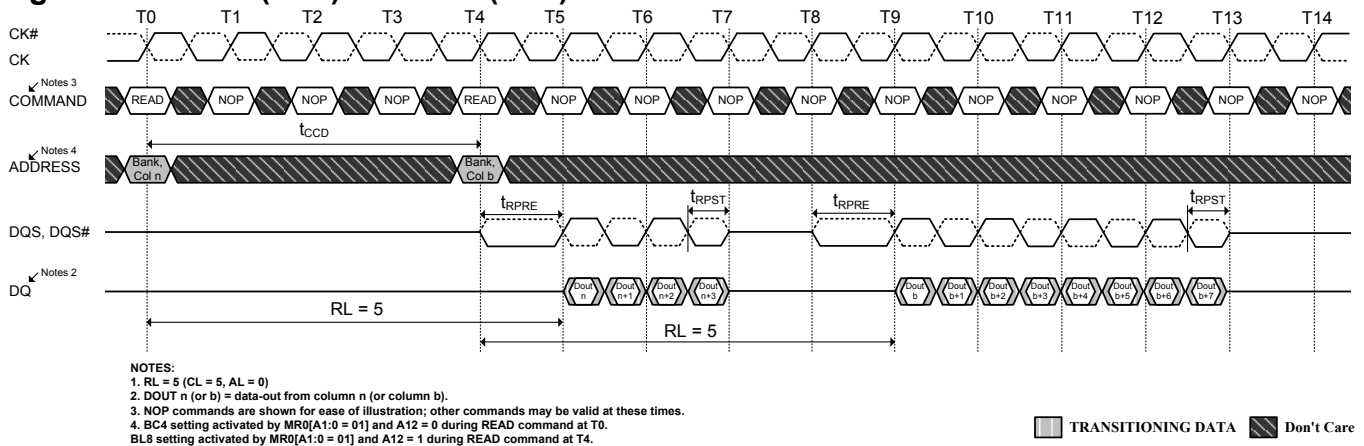 T0 T1 T2 T3 T4 T5 T6 T7 T8 T9 T10 T11 T12 T13 T14
CK#
CK
Notes 3
COMMAND
READ NOP NOP NOP READ NOP NOP NOP NOP NOP NOP NOP NOP NOP NOP
tCCD
Notes 4
ADDRESS
Bank, Col n
Bank, Col b
tRPRE tRPST tRPRE tRPST
DQS, DQS#
Notes 2
DQ
Dout n Dout n+1 Dout n+2 Dout n+3 Dout b Dout b+1 Dout b+2 Dout b+3 Dout b+4 Dout b+5 Dout b+6 Dout b+7
RL = 5
RL = 5
NOTES:
1. RL = 5 (CL = 5, AL = 0)
2. DOUT n (or b) = data-out from column n (or column b).
3. NOP commands are shown for ease of illustration; other commands may be valid at these times.
4. BC4 setting activated by MR0[A1:0 = 01] and A12 = 0 during READ command at T0.
BL8 setting activated by MR0[A1:0 = 01] and A12 = 1 during READ command at T4.
TRANSITIONING DATA Don't Care